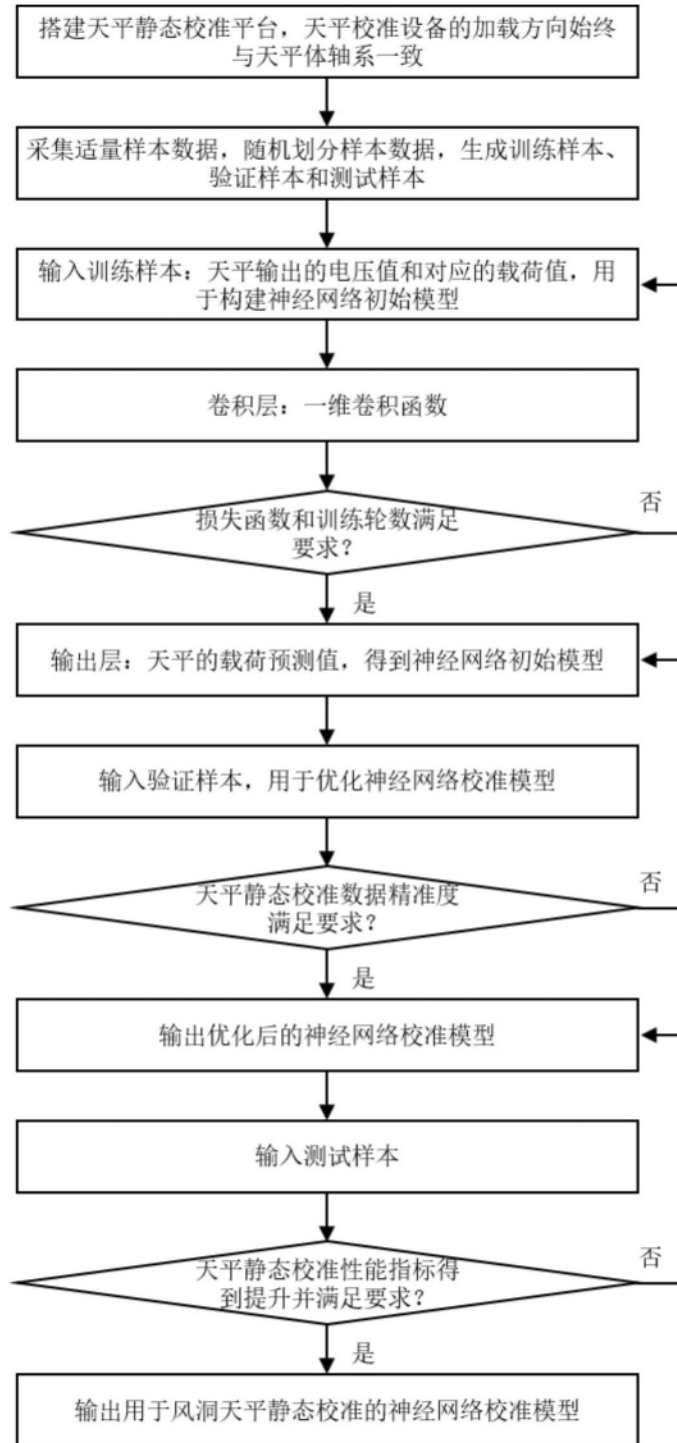 搭建天平静态校准平台，天平校准设备的加载方向始终
与天平体轴系一致
采集适量样本数据，随机划分样本数据，生成训练样本、
验证样本和测试样本
输入训练样本：天平输出的电压值和对应的载荷值，用
于构建神经网络初始模型
卷积层：一维卷积函数
损失函数和训练轮数满足
要求？
否
是
输出层：天平的载荷预测值，得到神经网络初始模型
输入验证样本，用于优化神经网络校准模型
天平静态校准数据精准度
满足要求？
否
是
输出优化后的神经网络校准模型
输入测试样本
天平静态校准性能指标得
到提升并满足要求？
否
是
输出用于风洞天平静态校准的神经网络校准模型